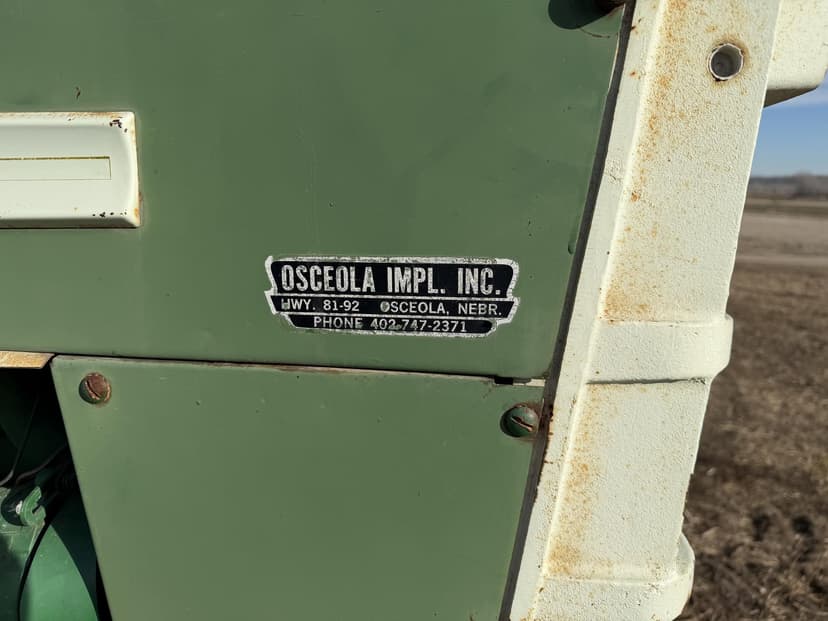 OSCEOLA IMPL. INC.
HWY. 81-92 OSCEOLA, NEBR.
PHONE 402-747-2371